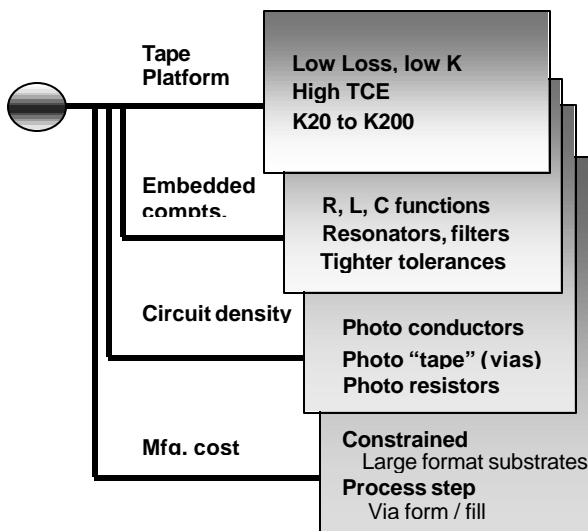 Tape
Platform
Low Loss, low K
High TCE
K20 to K200
Embedded
compts.
R, L, C functions
Resonators, filters
Tighter tolerances
Circuit density
Photo conductors
Photo “tape” (vias)
Photo resistors
Mfg. cost
Constrained
Large format substrates
Process step
Via form / fill